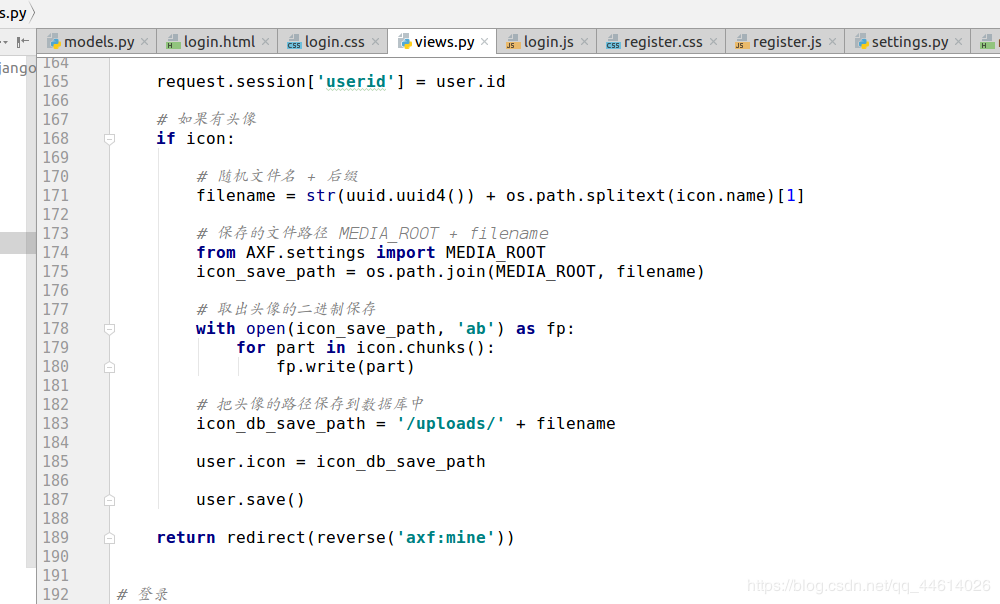 s.py
models.py
login.html
login.css
views.py
login.js
register.css
register.js
settings.py
jango
164
165 request.session['userid'] = user.id
166
167 # 如果有头像
168 if icon:
169
170 # 随机文件名 + 后缀
171 filename = str(uuid.uuid4()) + os.path.splitext(icon.name)[1]
172
173 # 保存的文件路径 MEDIA_ROOT + filename
174 from AXF.settings import MEDIA_ROOT
175 icon_save_path = os.path.join(MEDIA_ROOT, filename)
176
177 # 取出头像的二进制保存
178 with open(icon_save_path, 'ab') as fp:
179 for part in icon.chunks():
180 fp.write(part)
181
182 # 把头像的路径保存到数据库中
183 icon_db_save_path = '/uploads/' + filename
184
185 user.icon = icon_db_save_path
186
187 user.save()
188
189 return redirect(reverse('axf:mine'))
190
191
192 # 登录
https://blog.csdn.net/qq_44614026